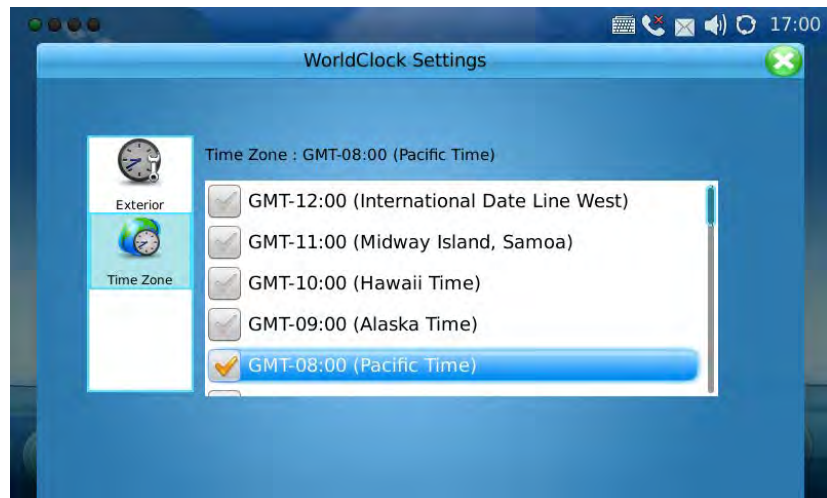 17:00
WorldClock Settings
Exterior
Time Zone
Time Zone : GMT-08:00 (Pacific Time)
GMT-12:00 (International Date Line West)
GMT-11:00 (Midway Island, Samoa)
GMT-10:00 (Hawaii Time)
GMT-09:00 (Alaska Time)
GMT-08:00 (Pacific Time)